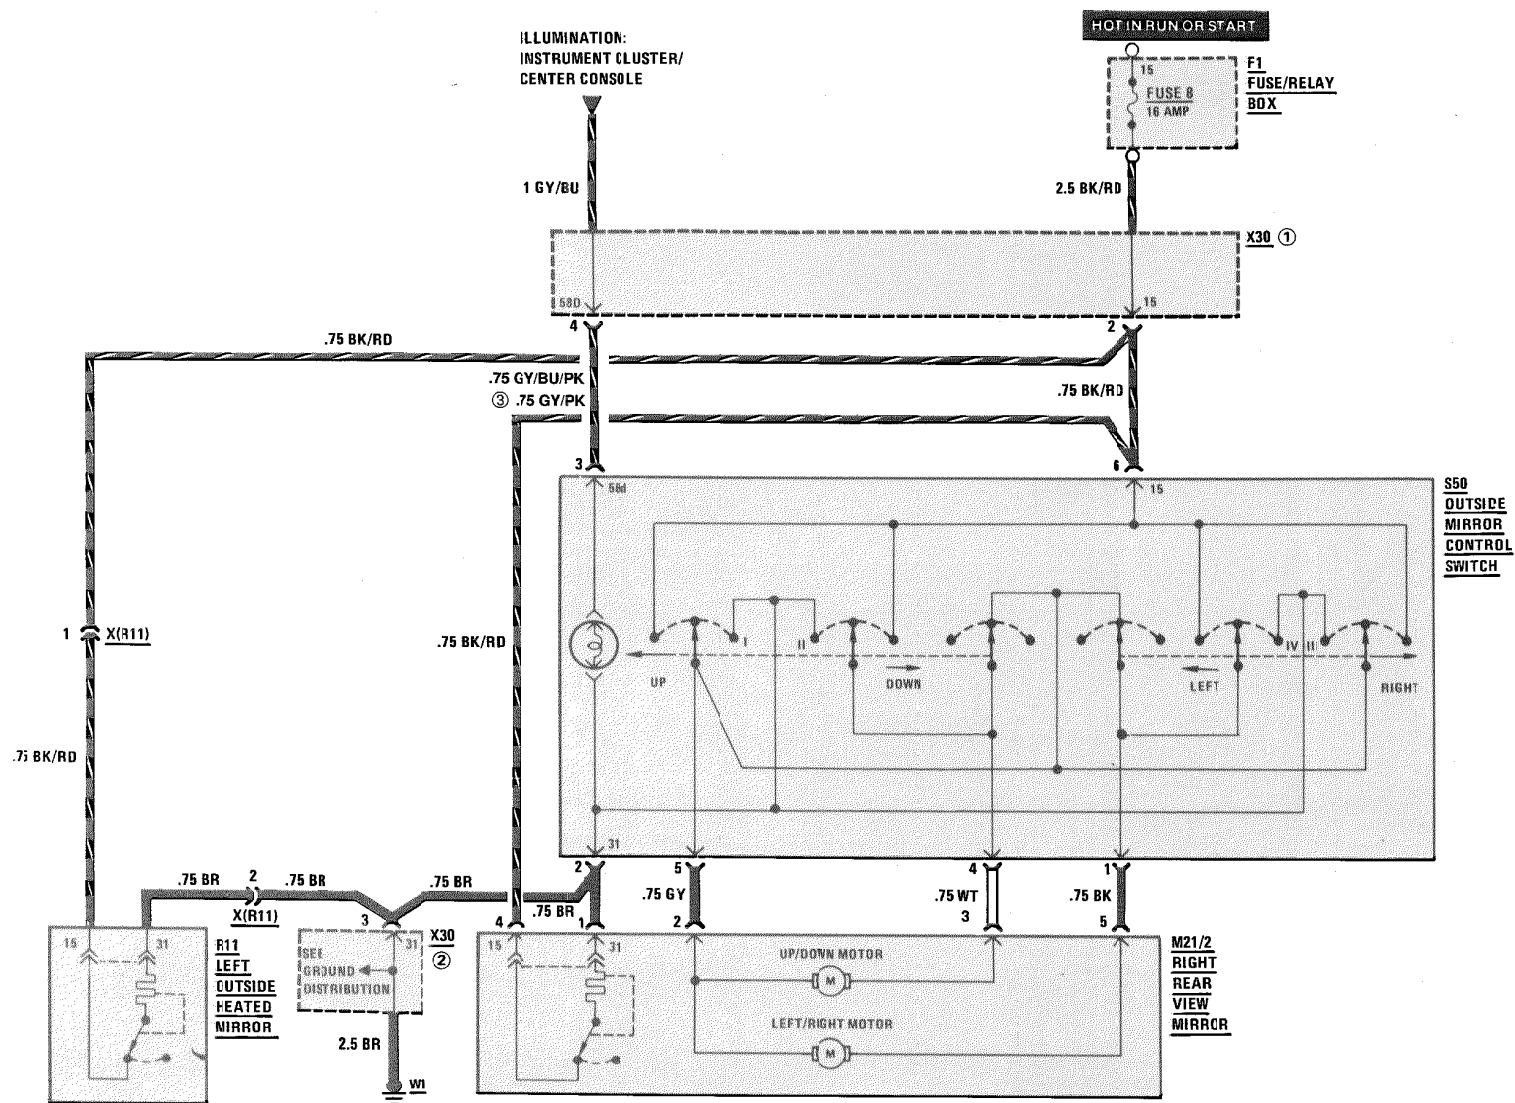 HOT IN RUN OR START
ILLUMINATION:
INSTRUMENT CLUSTER/
CENTER CONSOLE
15
FUSE 8
16 AMP
F1
FUSE/RELAY
BOX
1 GY/BU
2.5 BK/RD
X30 ①
58D
15
4
2
.75 BK/RD
.75 GY/BU/PK
③ .75 GY/PK
.75 BK/RD
3
6
58d
15
S50
OUTSIDE
MIRROR
CONTROL
SWITCH
1
X(R11)
.75 BK/RD
I
II
IV
II
UP
DOWN
LEFT
RIGHT
.75 BK/RD
31
2
5
4
1
.75 BR
2
.75 BR
.75 BR
X(R11)
.75 BR
.75 GY
.75 WT
.75 BK
3
4
1
2
3
5
15
31
R11
LEFT
OUTSIDE
HEATED
MIRROR
SEE
GROUND
DISTRIBUTION
31
X30
②
2.5 BR
W1
15
31
UP/DOWN MOTOR
M
LEFT/RIGHT MOTOR
M
M21/2
RIGHT
REAR
VIEW
MIRROR